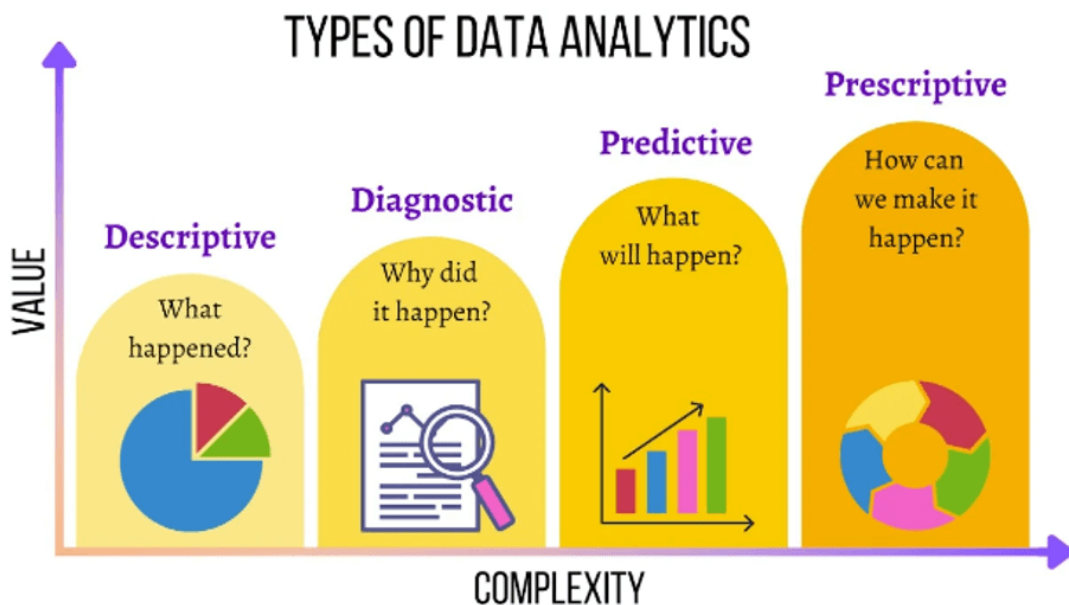 TYPES OF DATA ANALYTICS
VALUE
Descriptive
What
happened?
Diagnostic
Why did
it happen?
Predictive
What
will happen?
Prescriptive
How can
we make it
happen?
COMPLEXITY